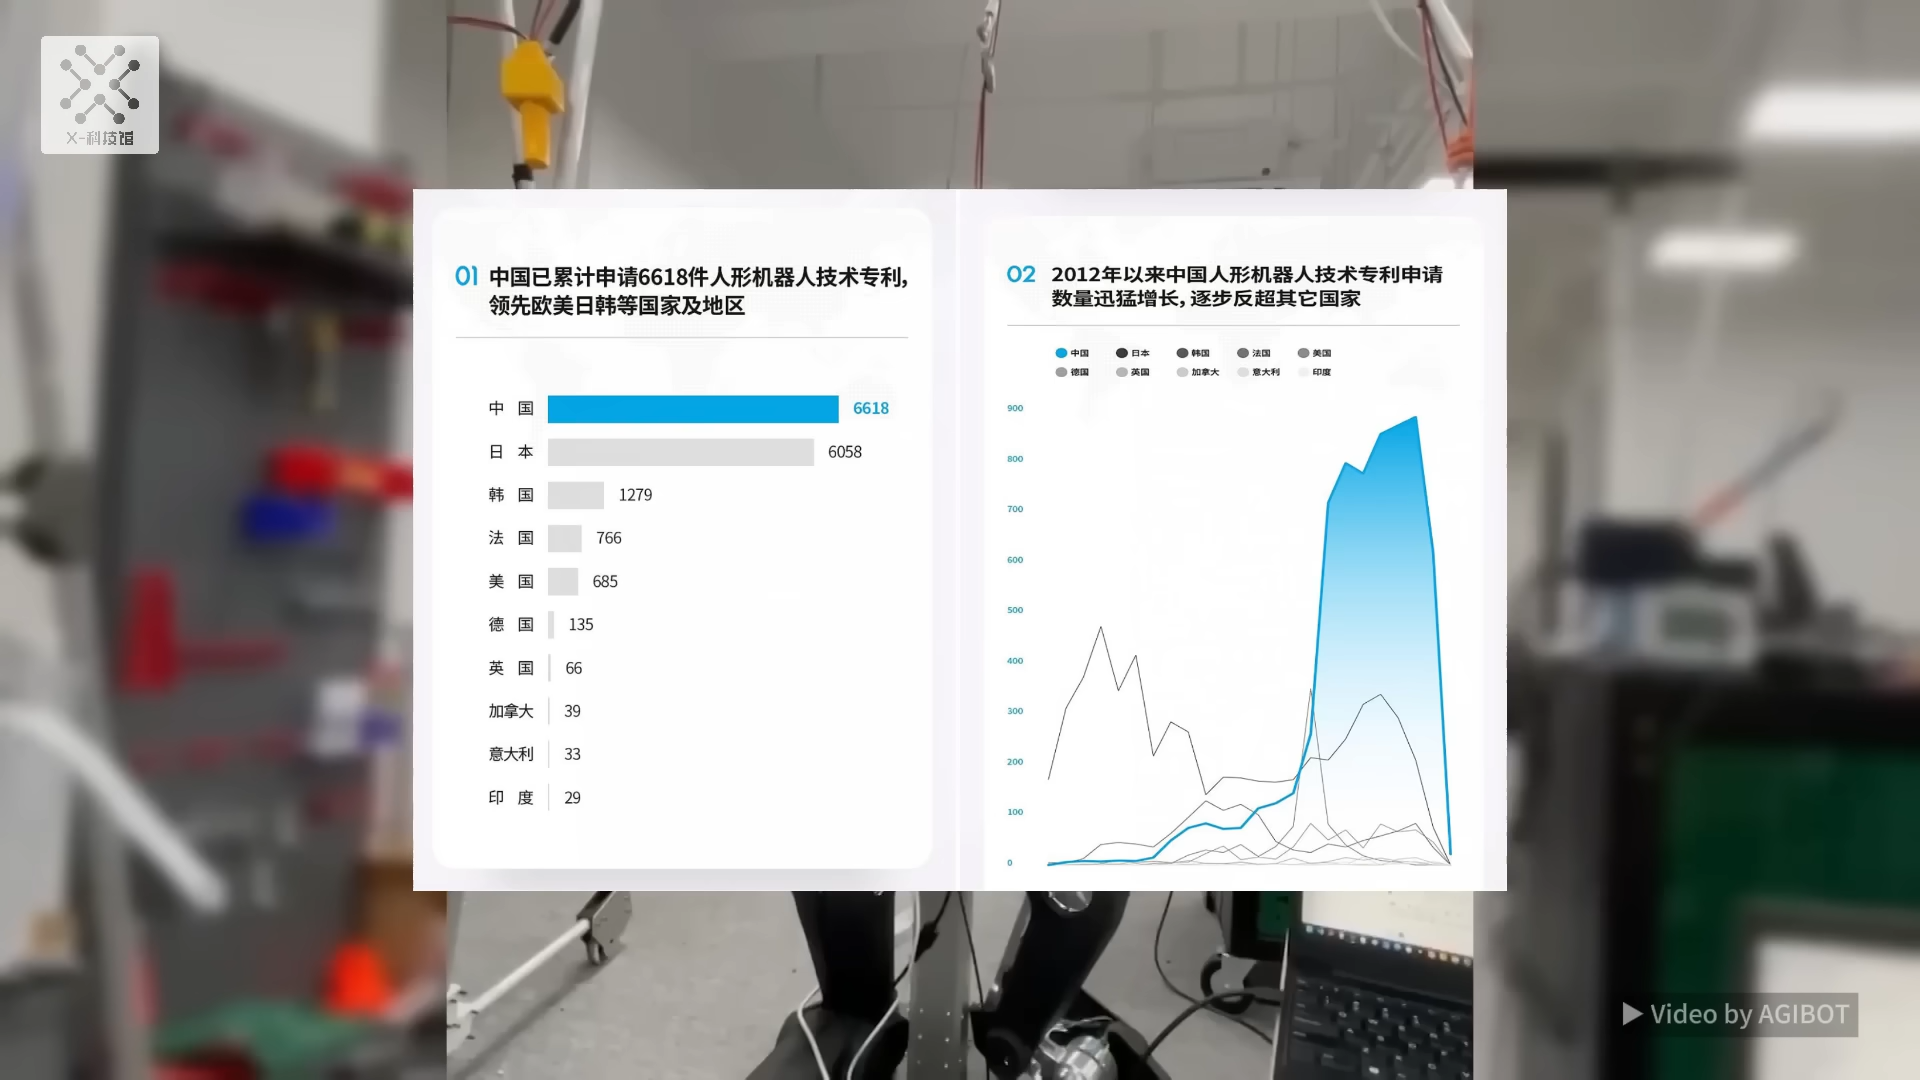 X-科技馆
01 中国已累计申请6618件人形机器人技术专利,
领先欧美日韩等国家及地区
中国 6618
日本 6058
韩国 1279
法国 766
美国 685
德国 135
英国 66
加拿大 39
意大利 33
印度 29
02 2012年以来中国人形机器人技术专利申请
数量迅猛增长, 逐步反超其它国家
中国 日本 韩国 法国 美国
德国 英国 加拿大 意大利 印度
900
800
700
600
500
400
300
200
100
0
Video by AGIBOT